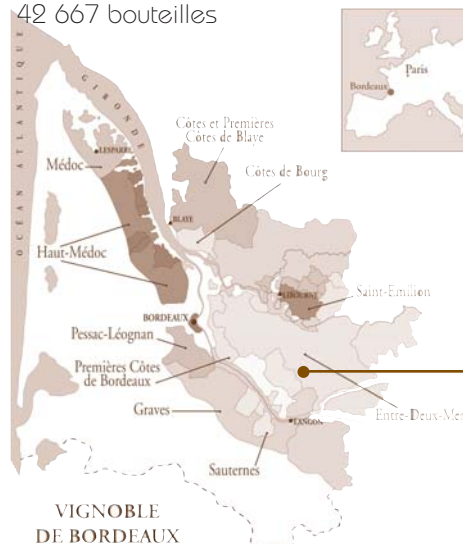 42 667 bouteilles
OCÉAN ATLANTIQUE
GIRONDE
Paris
Bordeaux
Côtes et Premières
Côtes de Blaye
LESPARRE
Médoc
Côtes de Bourg
BLAYE
Haut-Médoc
LIBOURNE
Saint-Emilion
BORDEAUX
Pessac-Léognan
Premières Côtes
de Bordeaux
Graves
Entre-Deux-Mer
LANGON
Sauternes
VIGNOBLE
DE BORDEAUX